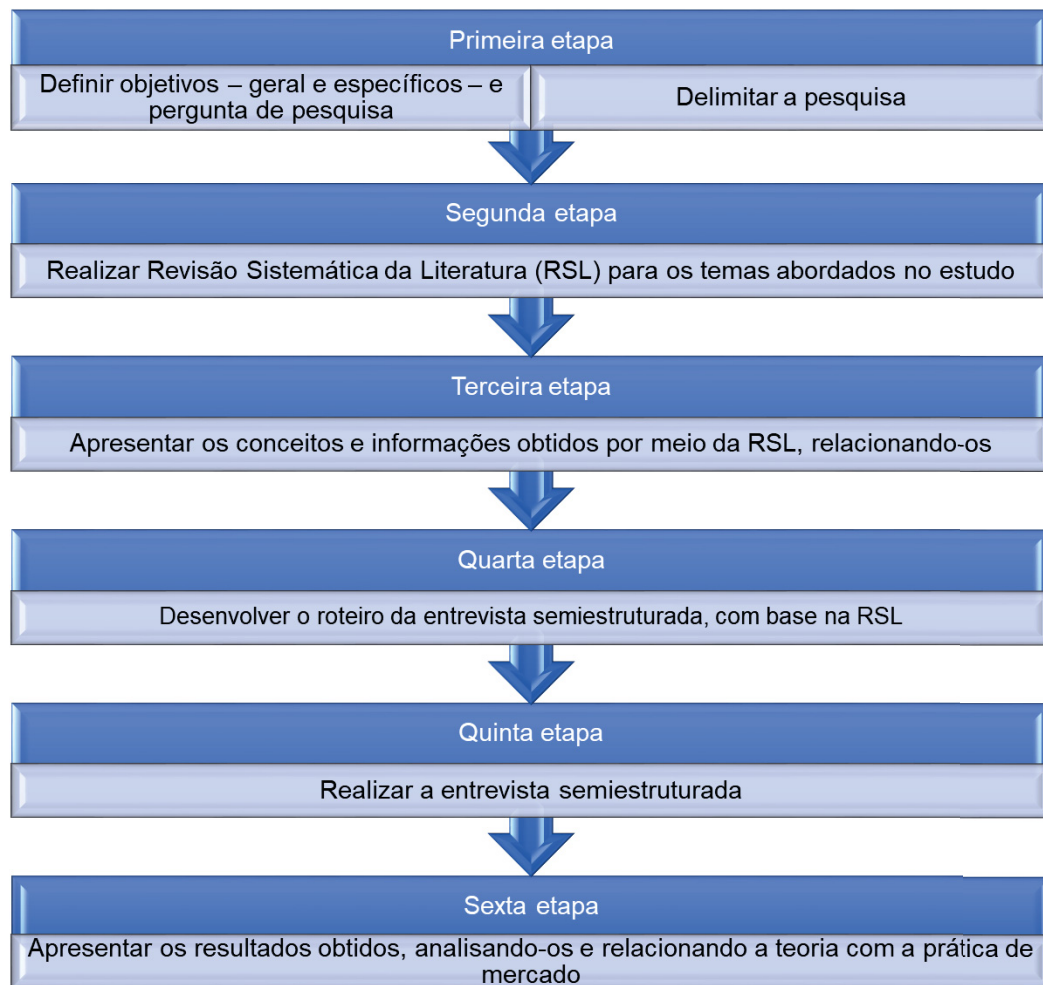 Primeira etapa
Definir objetivos – geral e específicos – e
pergunta de pesquisa
Delimitar a pesquisa
Segunda etapa
Realizar Revisão Sistemática da Literatura (RSL) para os temas abordados no estudo
Terceira etapa
Apresentar os conceitos e informações obtidos por meio da RSL, relacionando-os
Quarta etapa
Desenvolver o roteiro da entrevista semiestruturada, com base na RSL
Quinta etapa
Realizar a entrevista semiestruturada
Sexta etapa
Apresentar os resultados obtidos, analisando-os e relacionando a teoria com a prática de
mercado